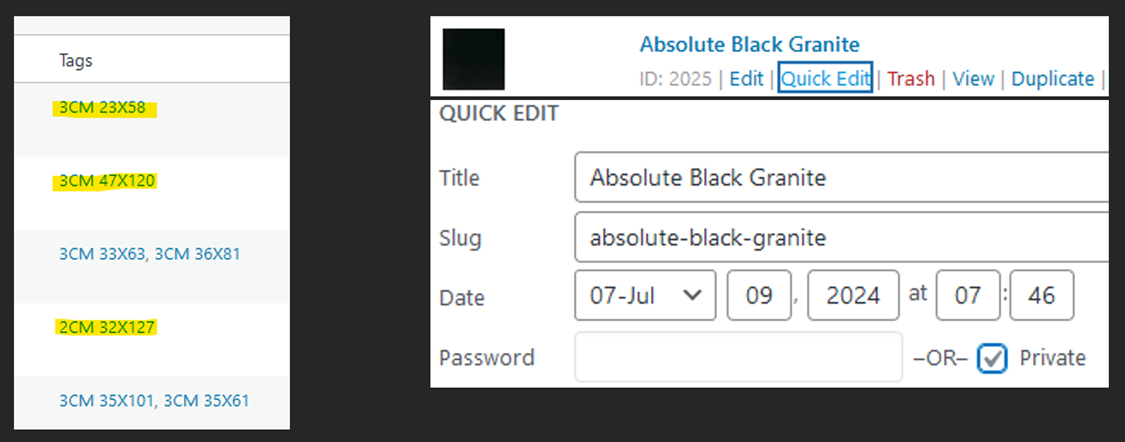 Tags
3CM 23X58
3CM 47X120
3CM 33X63, 3CM 36X81
2CM 32X127
3CM 35X101, 3CM 35X61
Absolute Black Granite
ID: 2025 | Edit | Quick Edit | Trash | View | Duplicate |
QUICK EDIT
Title Absolute Black Granite
Slug absolute-black-granite
Date 07-Jul 09 , 2024 at 07 : 46
Password –OR– Private